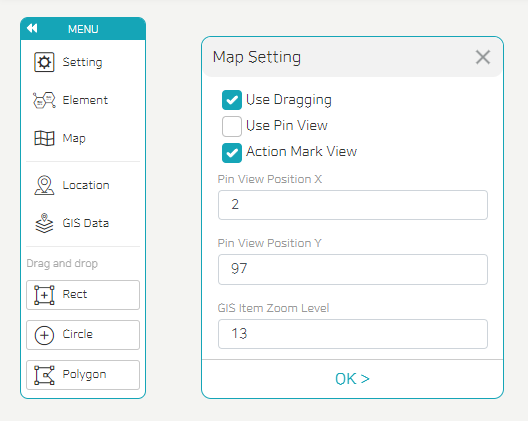 MENU
Setting
Element
Map
Location
GIS Data
Drag and drop
Rect
Circle
Polygon
Map Setting
Use Dragging
Use Pin View
Action Mark View
Pin View Position X
2
Pin View Position Y
97
GIS Item Zoom Level
13
OK >